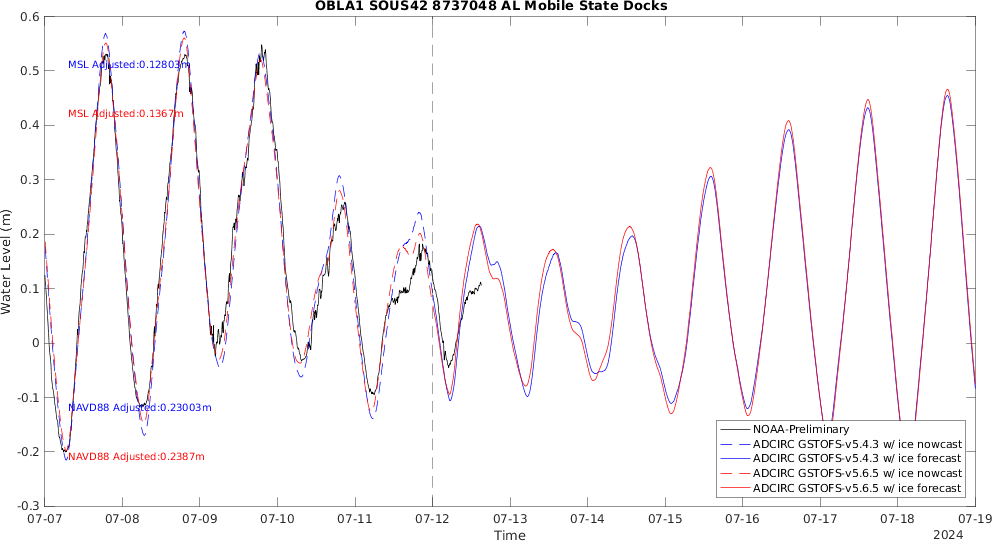 OBLA1 SOUS42 8737048 AL Mobile State Docks
0.6
0.5
0.4
0.3
0.2
0.1
0
-0.1
-0.2
-0.3
Water Level (m)
MSL Adjusted:0.12803m
MSL Adjusted:0.1367m
NAVD88 Adjusted:0.23003m
NAVD88 Adjusted:0.2387m
NOAA-Preliminary
ADCIRC GSTOFS-v5.4.3 w/ ice nowcast
ADCIRC GSTOFS-v5.4.3 w/ ice forecast
ADCIRC GSTOFS-v5.6.5 w/ ice nowcast
ADCIRC GSTOFS-v5.6.5 w/ ice forecast
07-07 07-08 07-09 07-10 07-11 07-12 07-13 07-14 07-15 07-16 07-17 07-18 07-19
Time
2024